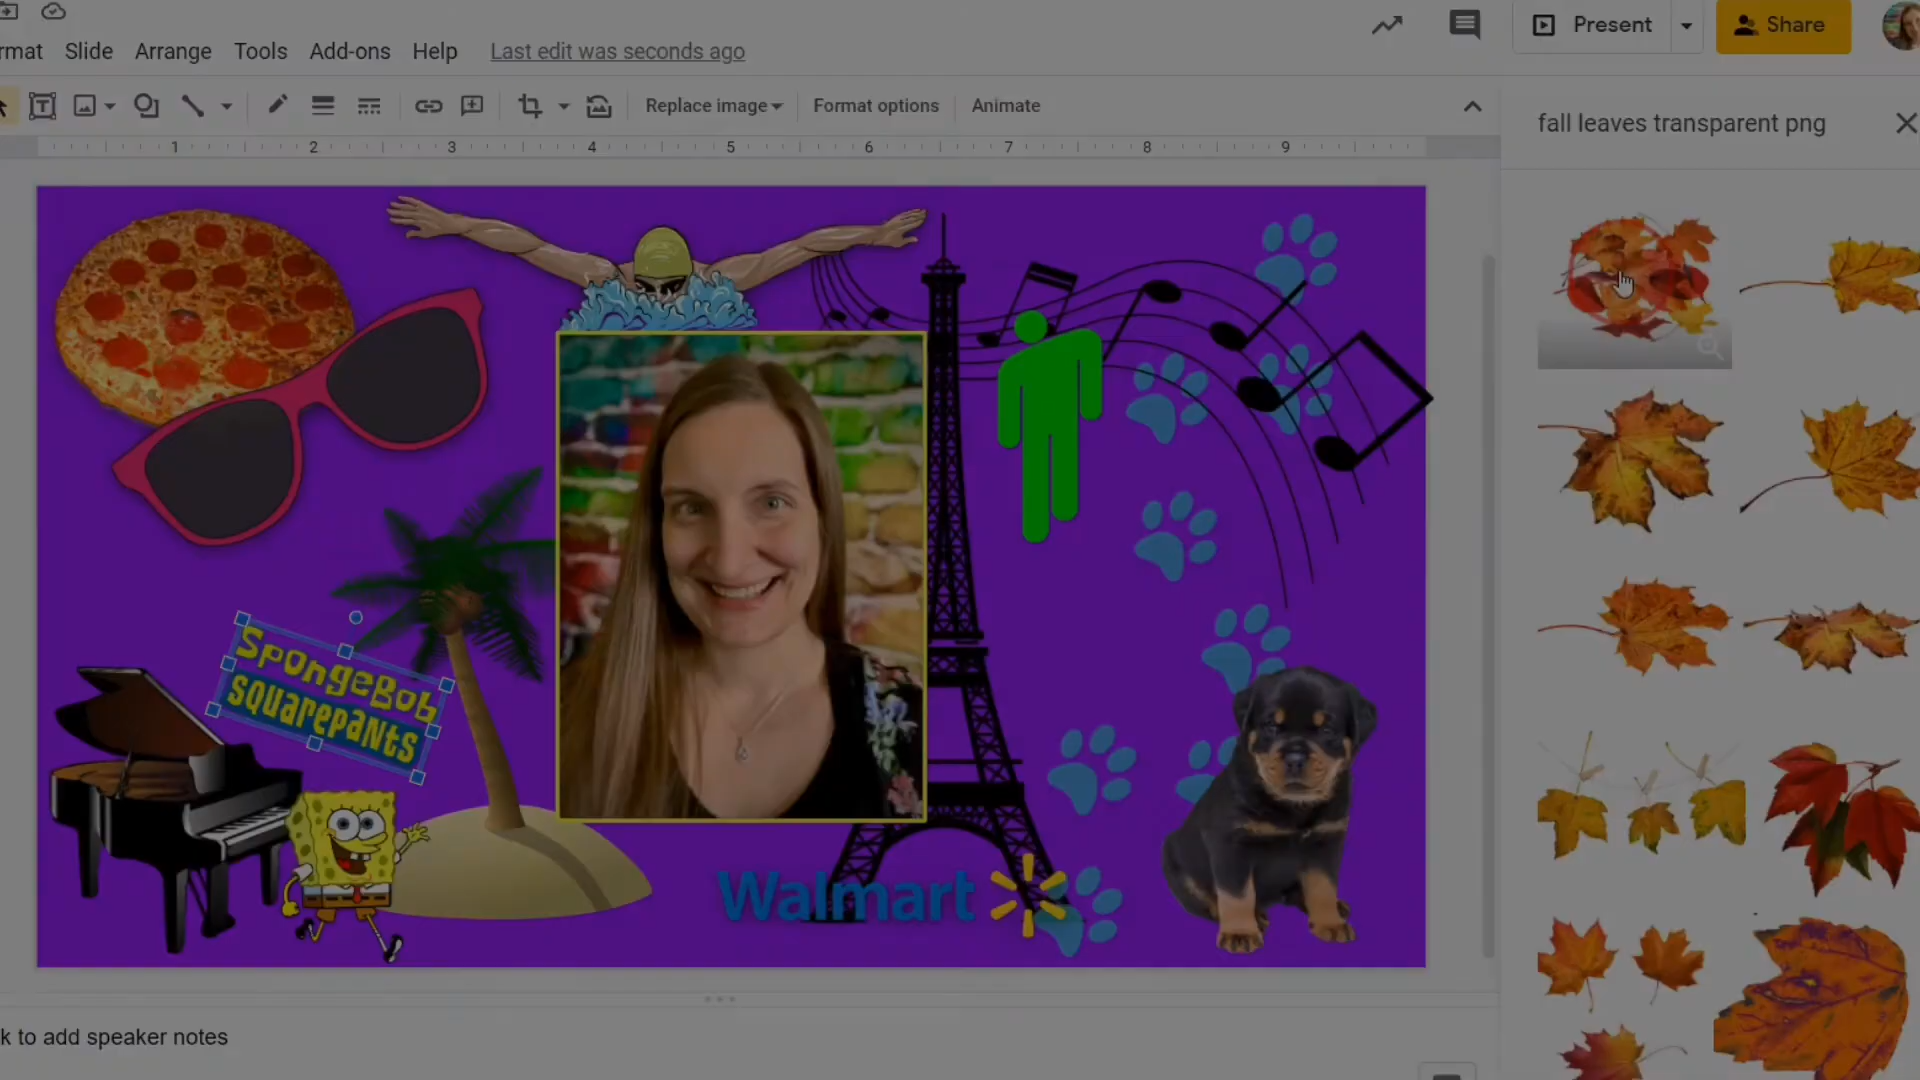 rmat Slide Arrange Tools Add-ons Help Last edit was seconds ago
Present Share
Replace image Format options Animate
fall leaves transparent png
1 2 3 4 5 6 7 8 9
SpongeBob
SQUAREPANTS
Walmart
k to add speaker notes